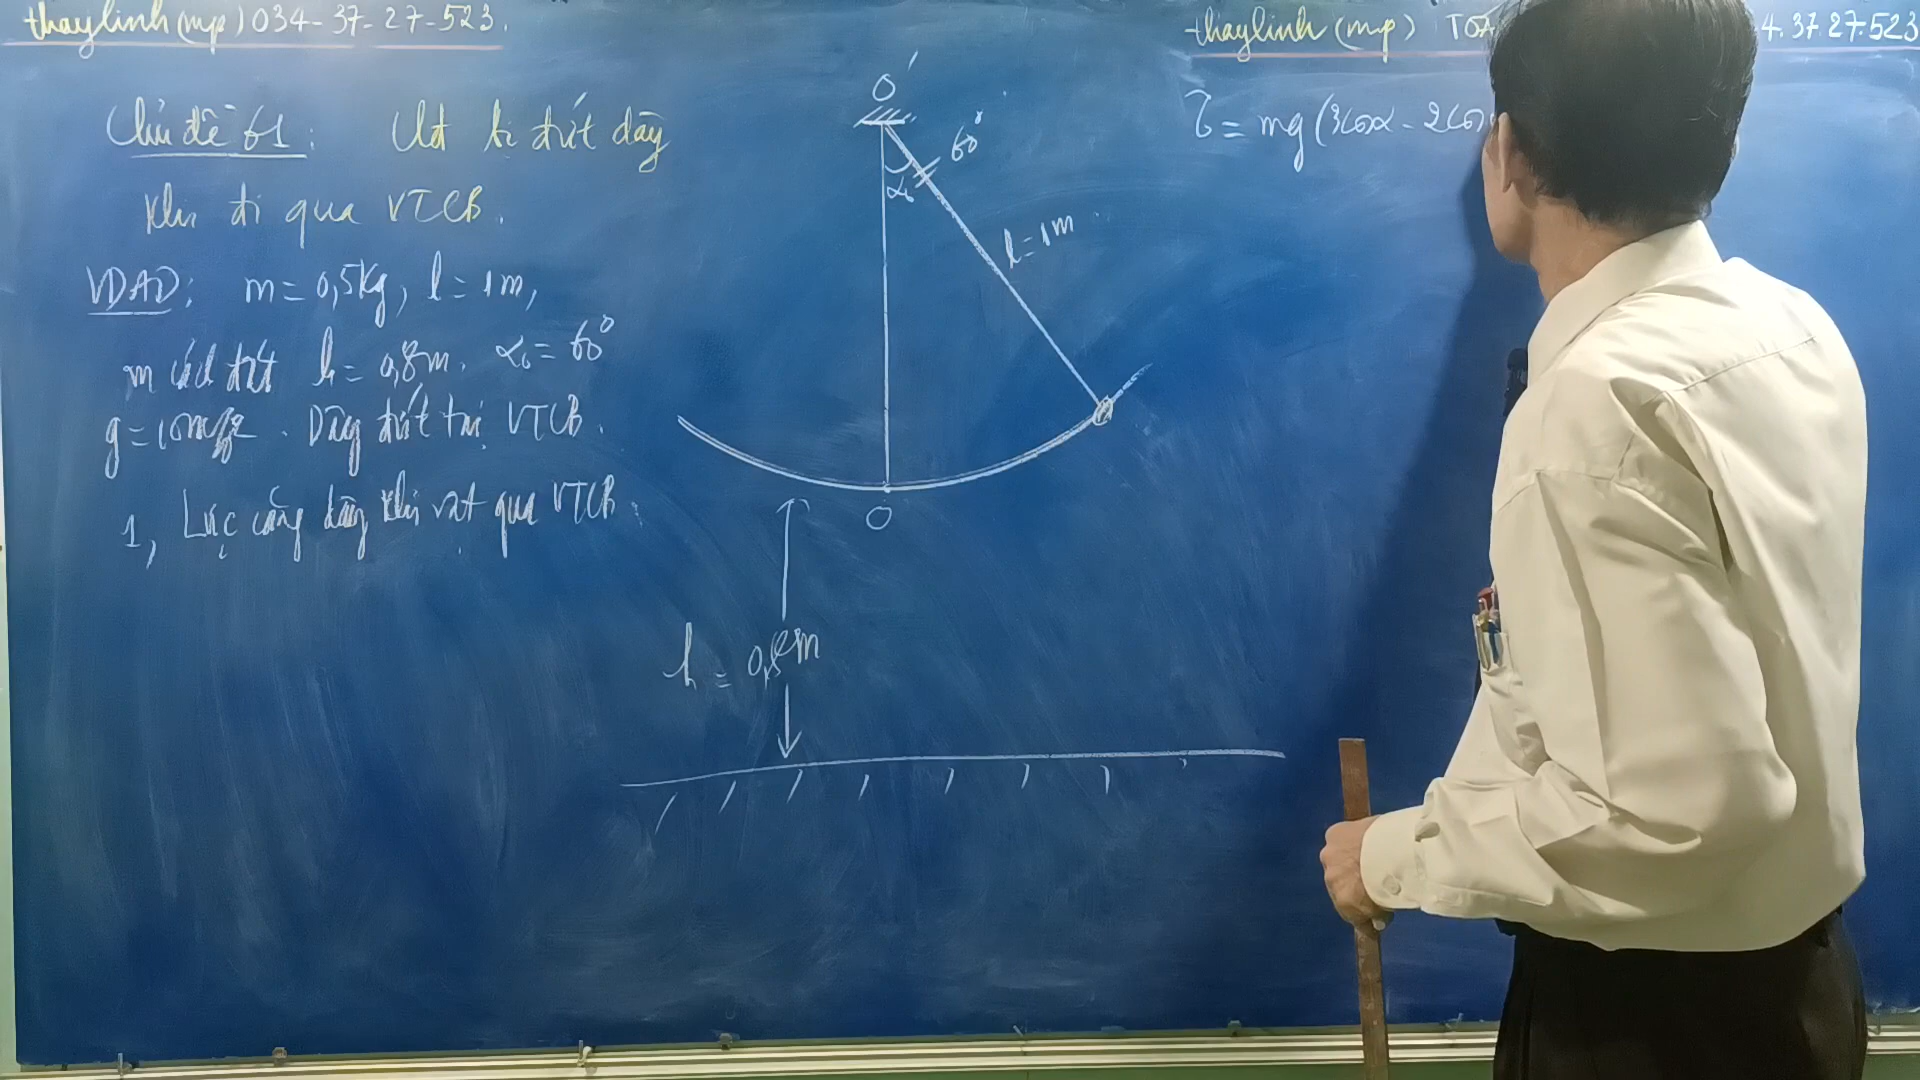 thaylinh (mp) 034-37-27-523.
thaylinh (mp) TOÁ 4.37.27.523
Chủ đề 61: Vật bị đứt dây
khi đi qua VTCB.
VDAD: m = 0,5kg, l = 1m,
m cách đất h = 0,8m. α₀ = 60°
g = 10m/s². Dây đứt tại VTCB.
1, Lực căng dây khi vật qua VTCB.
O'
60°
α₀
l = 1m
O
h = 0,8m
τ = mg(3cosα - 2cos